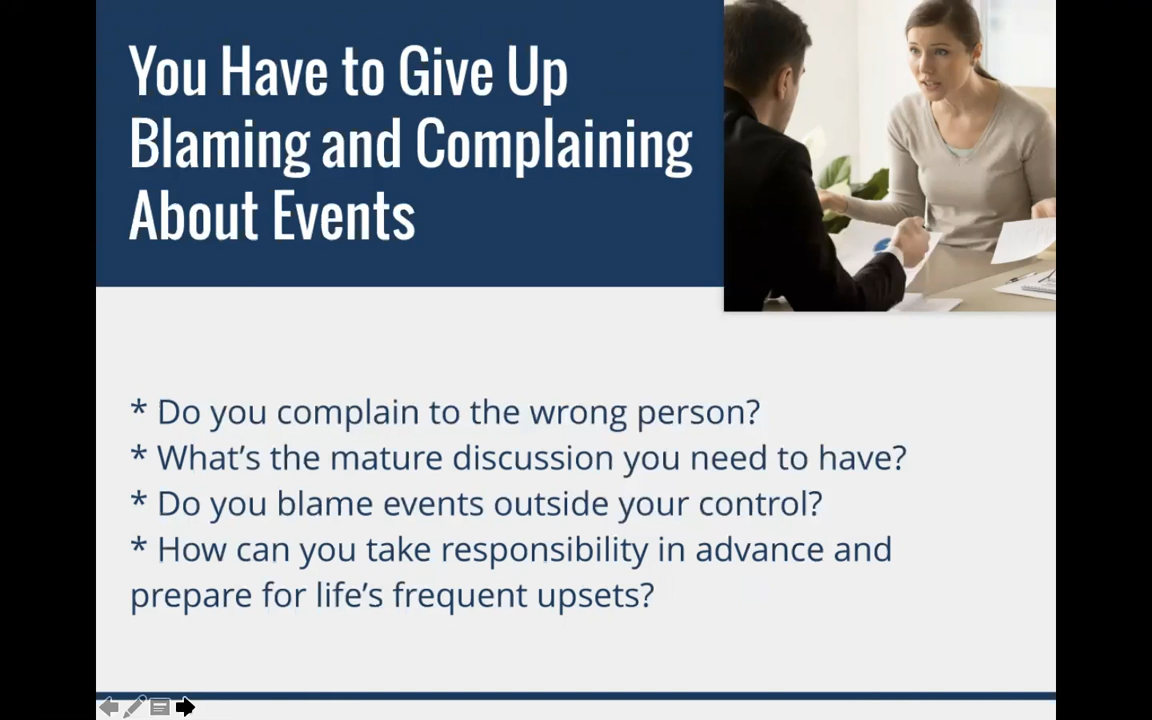 You Have to Give Up
Blaming and Complaining
About Events
* Do you complain to the wrong person?
* What’s the mature discussion you need to have?
* Do you blame events outside your control?
* How can you take responsibility in advance and
prepare for life’s frequent upsets?